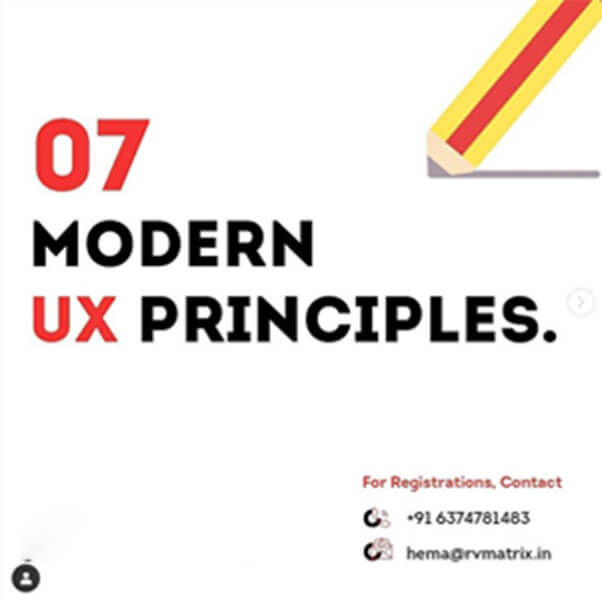 07
MODERN
UX PRINCIPLES.
For Registrations, Contact
+91 6374781483
hema@rvmatrix.in